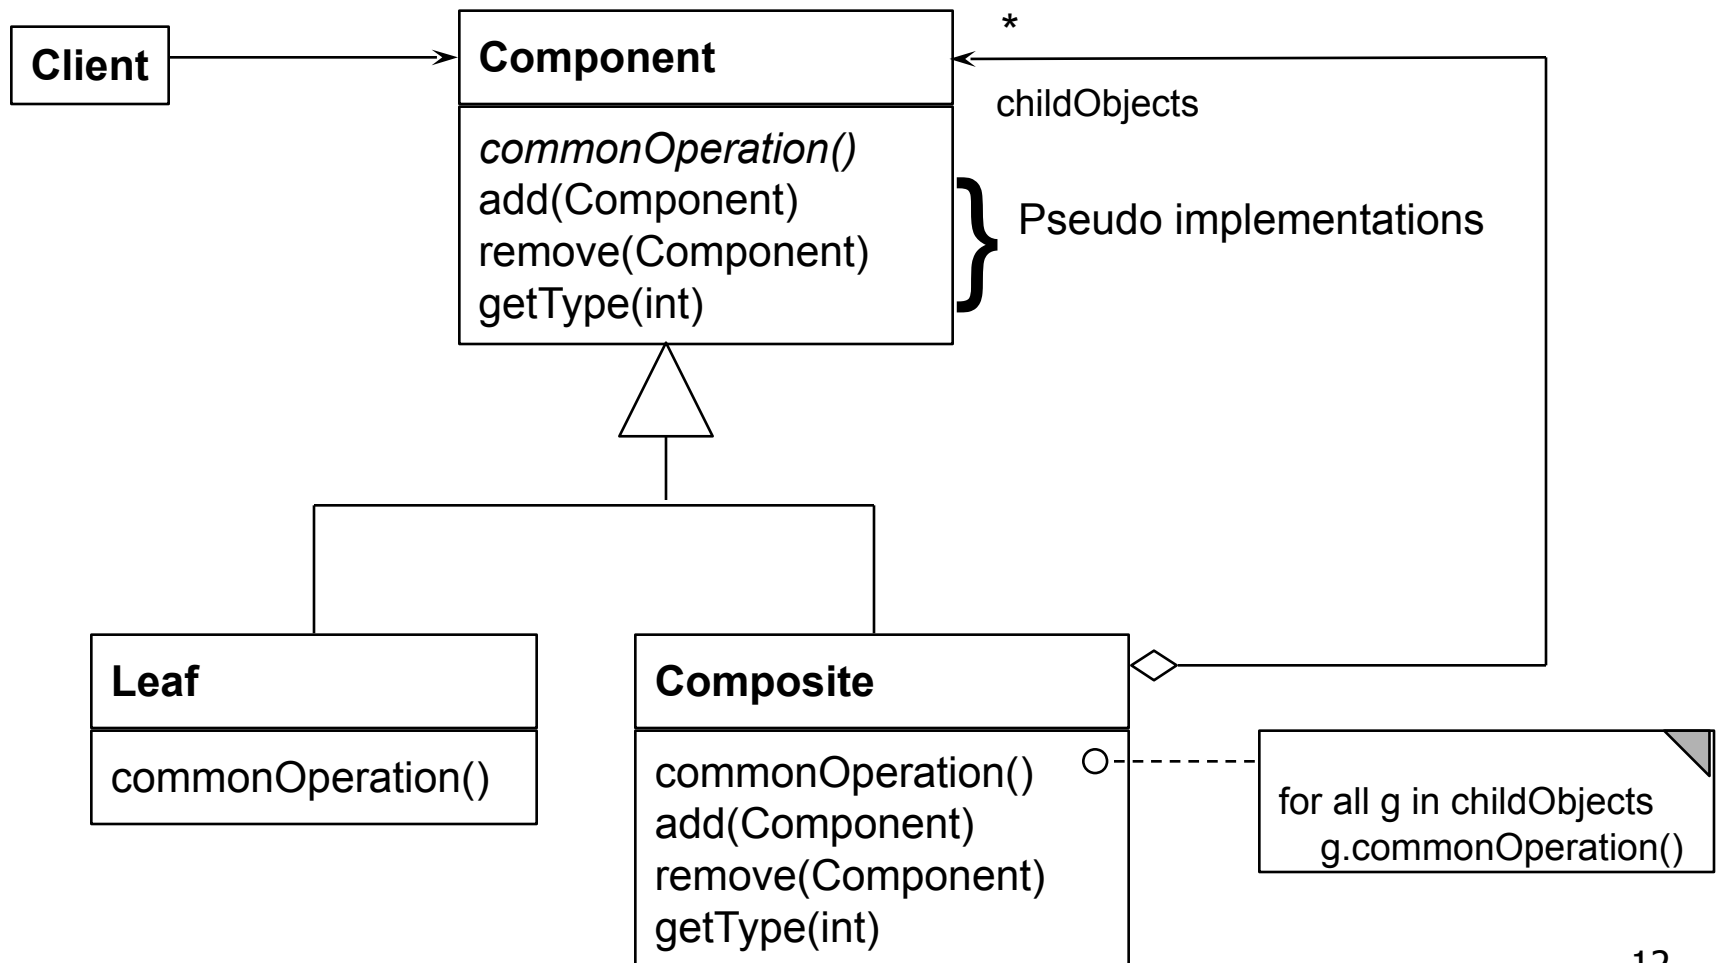 Client
Component
*
childObjects
commonOperation()
add(Component)
remove(Component)
getType(int)
} Pseudo implementations
Leaf
commonOperation()
Composite
commonOperation()
add(Component)
remove(Component)
getType(int)
for all g in childObjects
g.commonOperation()